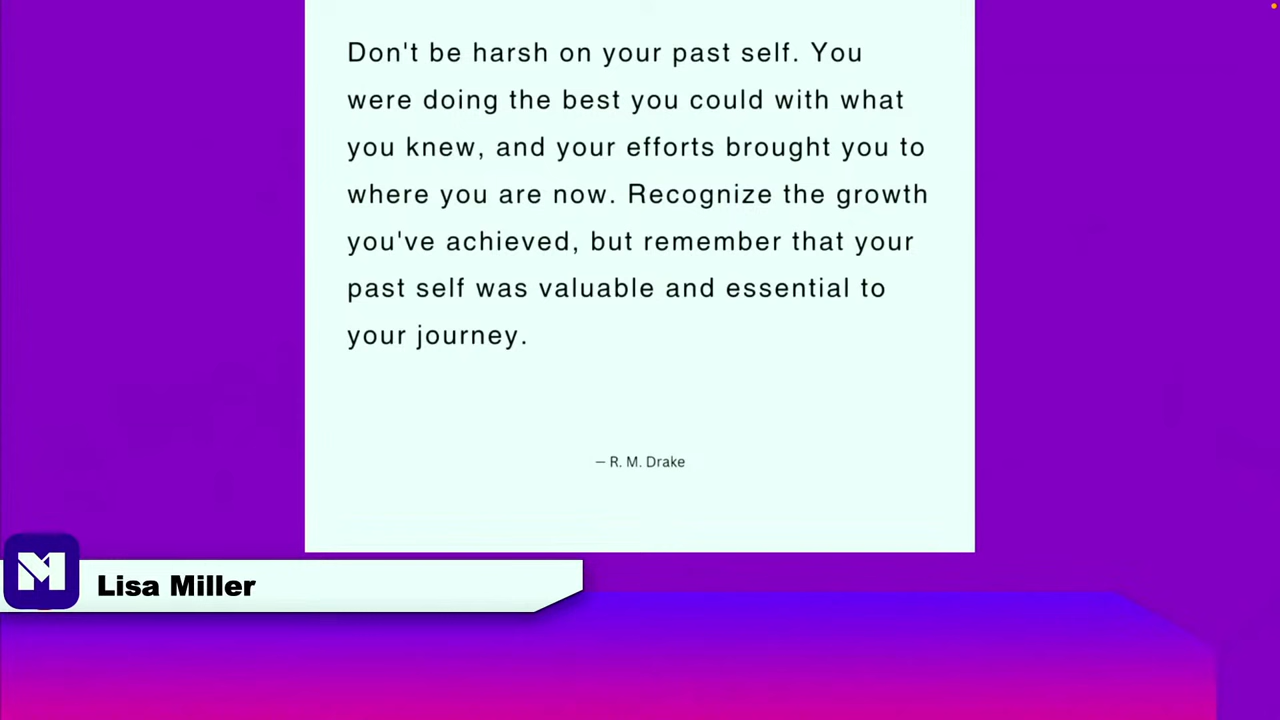 Don't be harsh on your past self. You
were doing the best you could with what
you knew, and your efforts brought you to
where you are now. Recognize the growth
you've achieved, but remember that your
past self was valuable and essential to
your journey.
– R. M. Drake
M
Lisa Miller